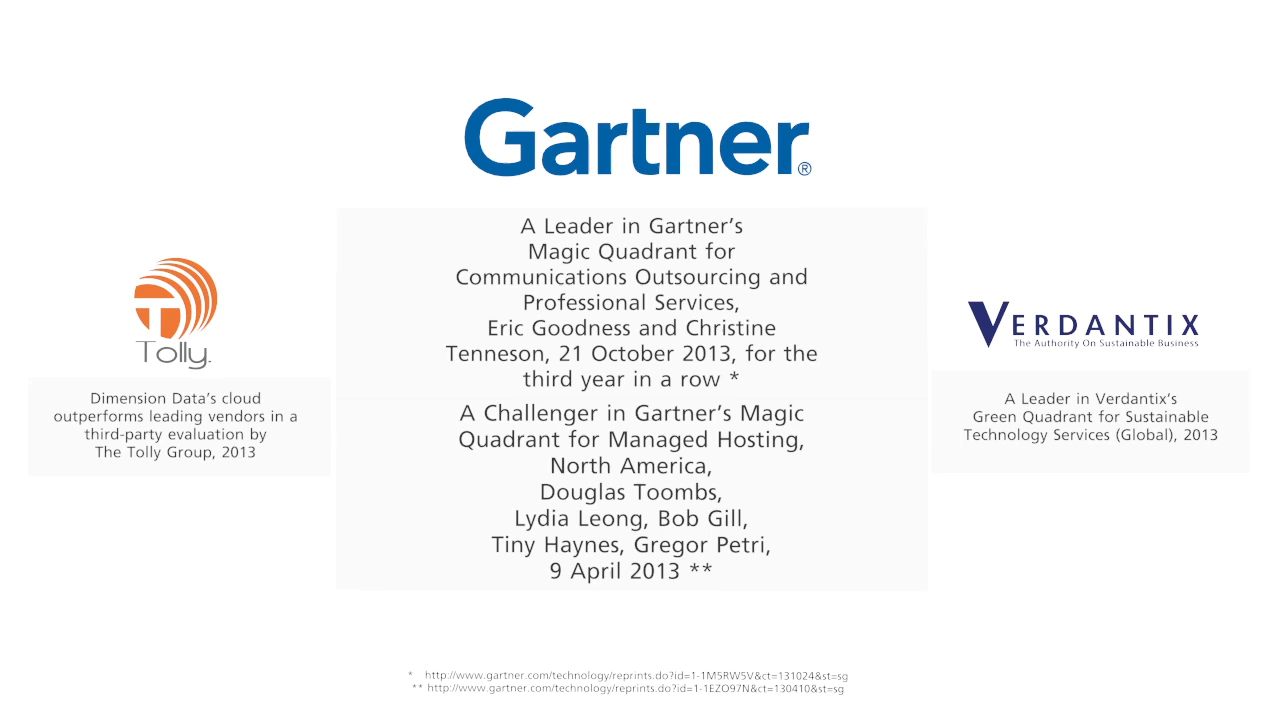 Gartner®
A Leader in Gartner’s
Magic Quadrant for
Communications Outsourcing and
Professional Services,
Eric Goodness and Christine
Tenneson, 21 October 2013, for the
third year in a row *
A Challenger in Gartner’s Magic
Quadrant for Managed Hosting,
North America,
Douglas Toombs,
Lydia Leong, Bob Gill,
Tiny Haynes, Gregor Petri,
9 April 2013 **
T
Tolly.
Dimension Data’s cloud
outperforms leading vendors in a
third-party evaluation by
The Tolly Group, 2013
VERDANTIX
The Authority On Sustainable Business
A Leader in Verdantix’s
Green Quadrant for Sustainable
Technology Services (Global), 2013
* http://www.gartner.com/technology/reprints.do?id=1-1M5RW5V&ct=131024&st=sg
** http://www.gartner.com/technology/reprints.do?id=1-1EZO97N&ct=130410&st=sg